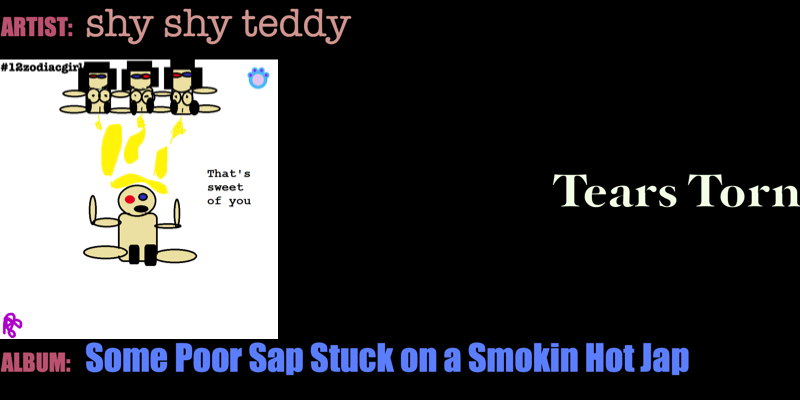 ARTIST: shy shy teddy
#12zodiacgirl
That's
sweet
of you
Tears Torn
ALBUM: Some Poor Sap Stuck on a Smokin Hot Jap